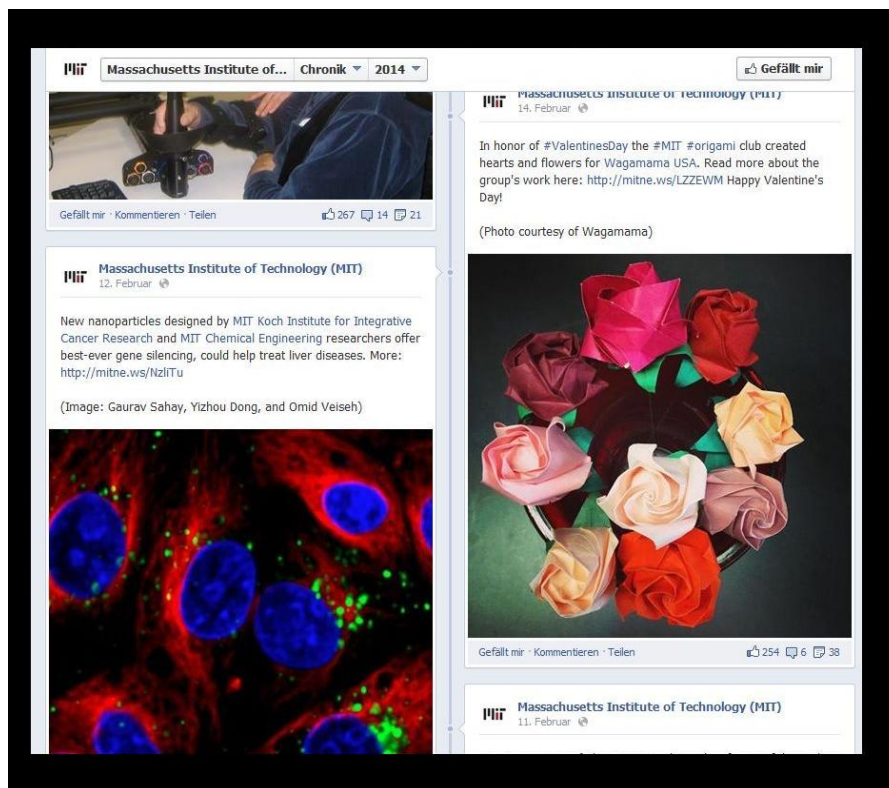 MIT
Massachusetts Institute of... Chronik 2014
Gefällt mir
Gefällt mir · Kommentieren · Teilen 267 14 21
MIT
Massachusetts Institute of Technology (MIT)
12. Februar
New nanoparticles designed by MIT Koch Institute for Integrative
Cancer Research and MIT Chemical Engineering researchers offer
best-ever gene silencing, could help treat liver diseases. More:
http://mitne.ws/NzliTu
(Image: Gaurav Sahay, Yizhou Dong, and Omid Veiseh)
MIT
Massachusetts Institute of Technology (MIT)
14. Februar
In honor of #ValentinesDay the #MIT #origami club created
hearts and flowers for Wagamama USA. Read more about the
group's work here: http://mitne.ws/LZZEWM Happy Valentine's
Day!
(Photo courtesy of Wagamama)
Gefällt mir · Kommentieren · Teilen 254 6 38
MIT
Massachusetts Institute of Technology (MIT)
11. Februar